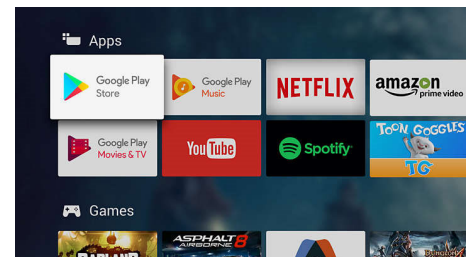 Apps
Google Play
Store
Google Play
Music
NETFLIX
amazon
prime video
Google Play
Movies & TV
YouTube
Spotify
TOON GOGGLES
TG
Games
BADLAND
ASPHALT 8
AIRBORNE